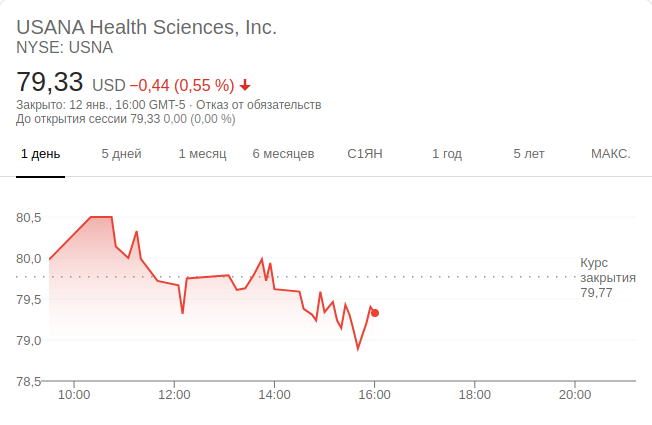 USANA Health Sciences, Inc.
NYSE: USNA
79,33 USD −0,44 (0,55 %)
Закрыто: 12 янв., 16:00 GMT-5 · Отказ от обязательств
До открытия сессии 79,33 0,00 (0,00 %)
1 день 5 дней 1 месяц 6 месяцев С1ЯН 1 год 5 лет МАКС.
80,5
80,0
Курс
закрытия
79,77
79,5
79,0
78,5
10:00 12:00 14:00 16:00 18:00 20:00